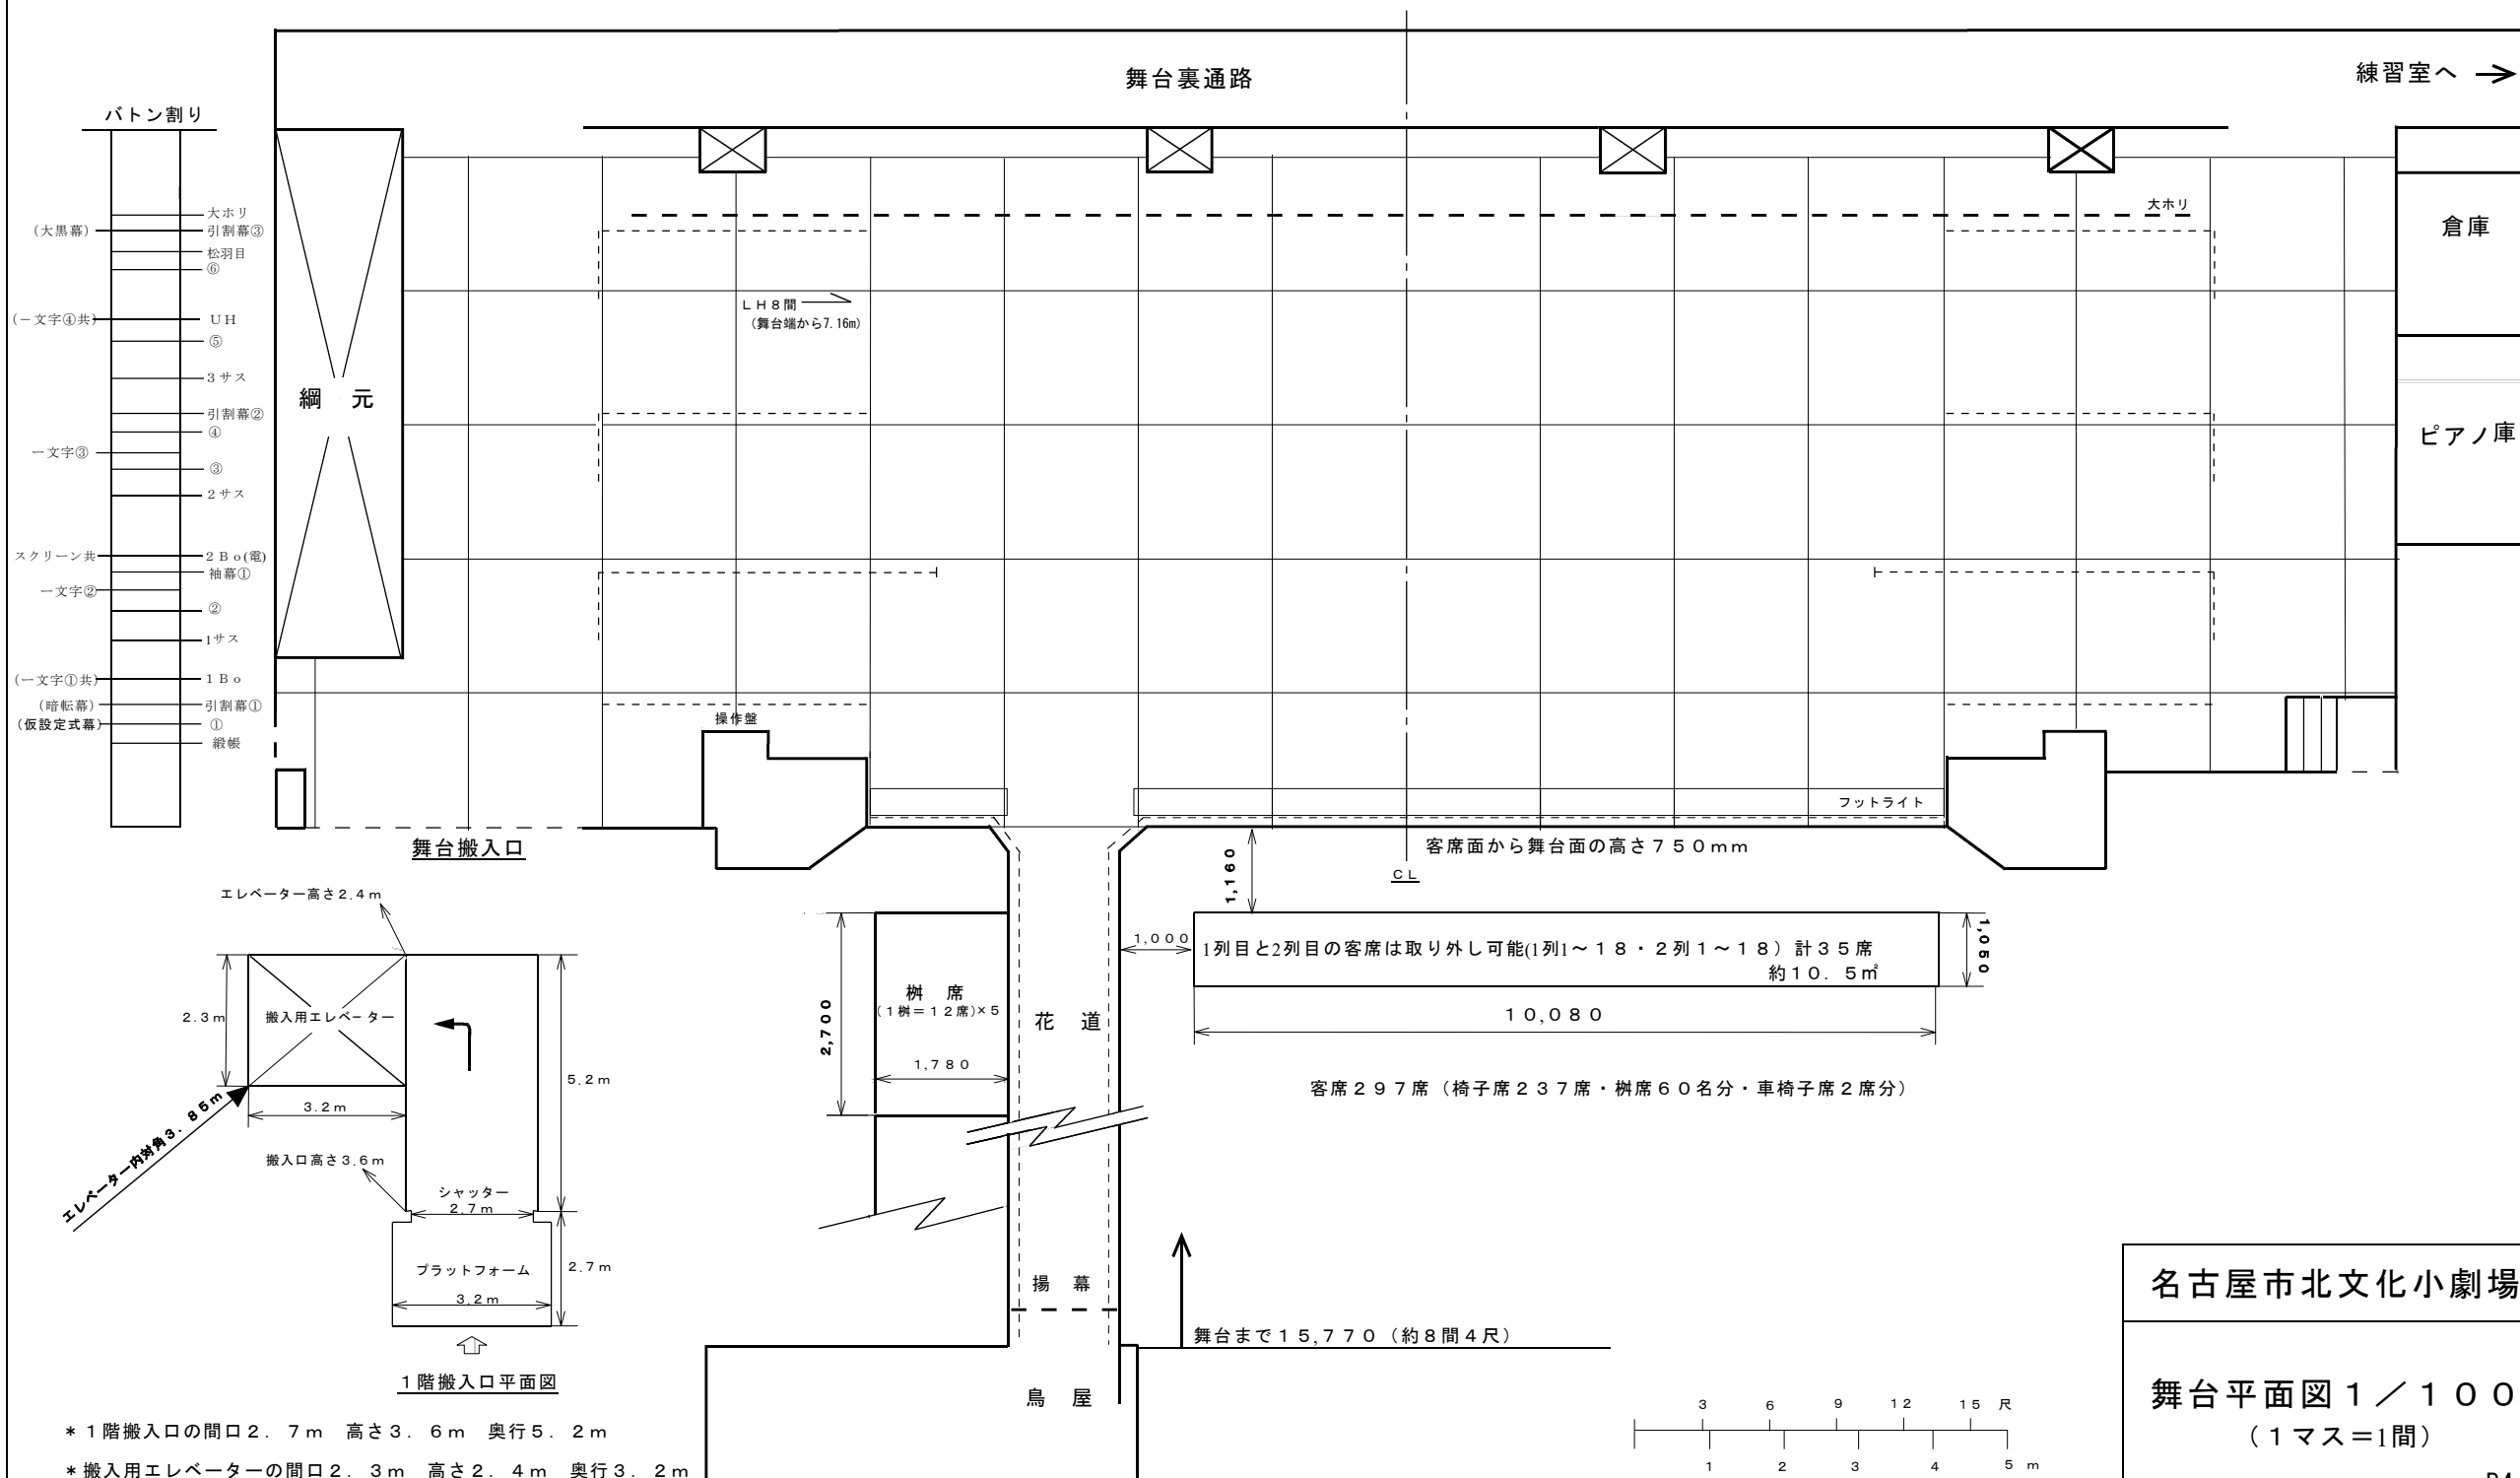 舞台裏通路
練習室へ
バトン割り
大ホリ
(大黒幕)
引割幕③
松羽目
⑥
(一文字④共)
UH
⑤
3サス
引割幕②
④
一文字③
③
2サス
スクリーン共
2Bo(電)
袖幕①
一文字②
②
1サス
(一文字①共)
1Bo
(暗転幕)
引割幕①
(仮設定式幕)
①
緞帳
綱 元
大ホリ
LH8間
(舞台端から7.16m)
倉庫
ピアノ庫
操作盤
フットライト
舞台搬入口
客席面から舞台面の高さ750mm
CL
1,160
エレベーター高さ2.4m
2.3m
搬入用エレベーター
3.2m
5.2m
エレベーター内対角3.85m
搬入口高さ3.6m
シャッター
2.7m
プラットフォーム
2.7m
3.2m
1階搬入口平面図
2,700
桝 席
(1桝=12席)×5
1,780
花 道
1,000
1列目と2列目の客席は取り外し可能(1列1~18・2列1~18) 計35席
約10.5㎡
1,050
10,080
客席297席(椅子席237席・桝席60名分・車椅子席2席分)
揚 幕
舞台まで15,770(約8間4尺)
鳥 屋
3 6 9 12 15 尺
1 2 3 4 5 m
名古屋市北文化小劇場
舞台平面図1/100
(1マス=1間)
*1階搬入口の間口2.7m 高さ3.6m 奥行5.2m
*搬入用エレベーターの間口2.3m 高さ2.4m 奥行3.2m